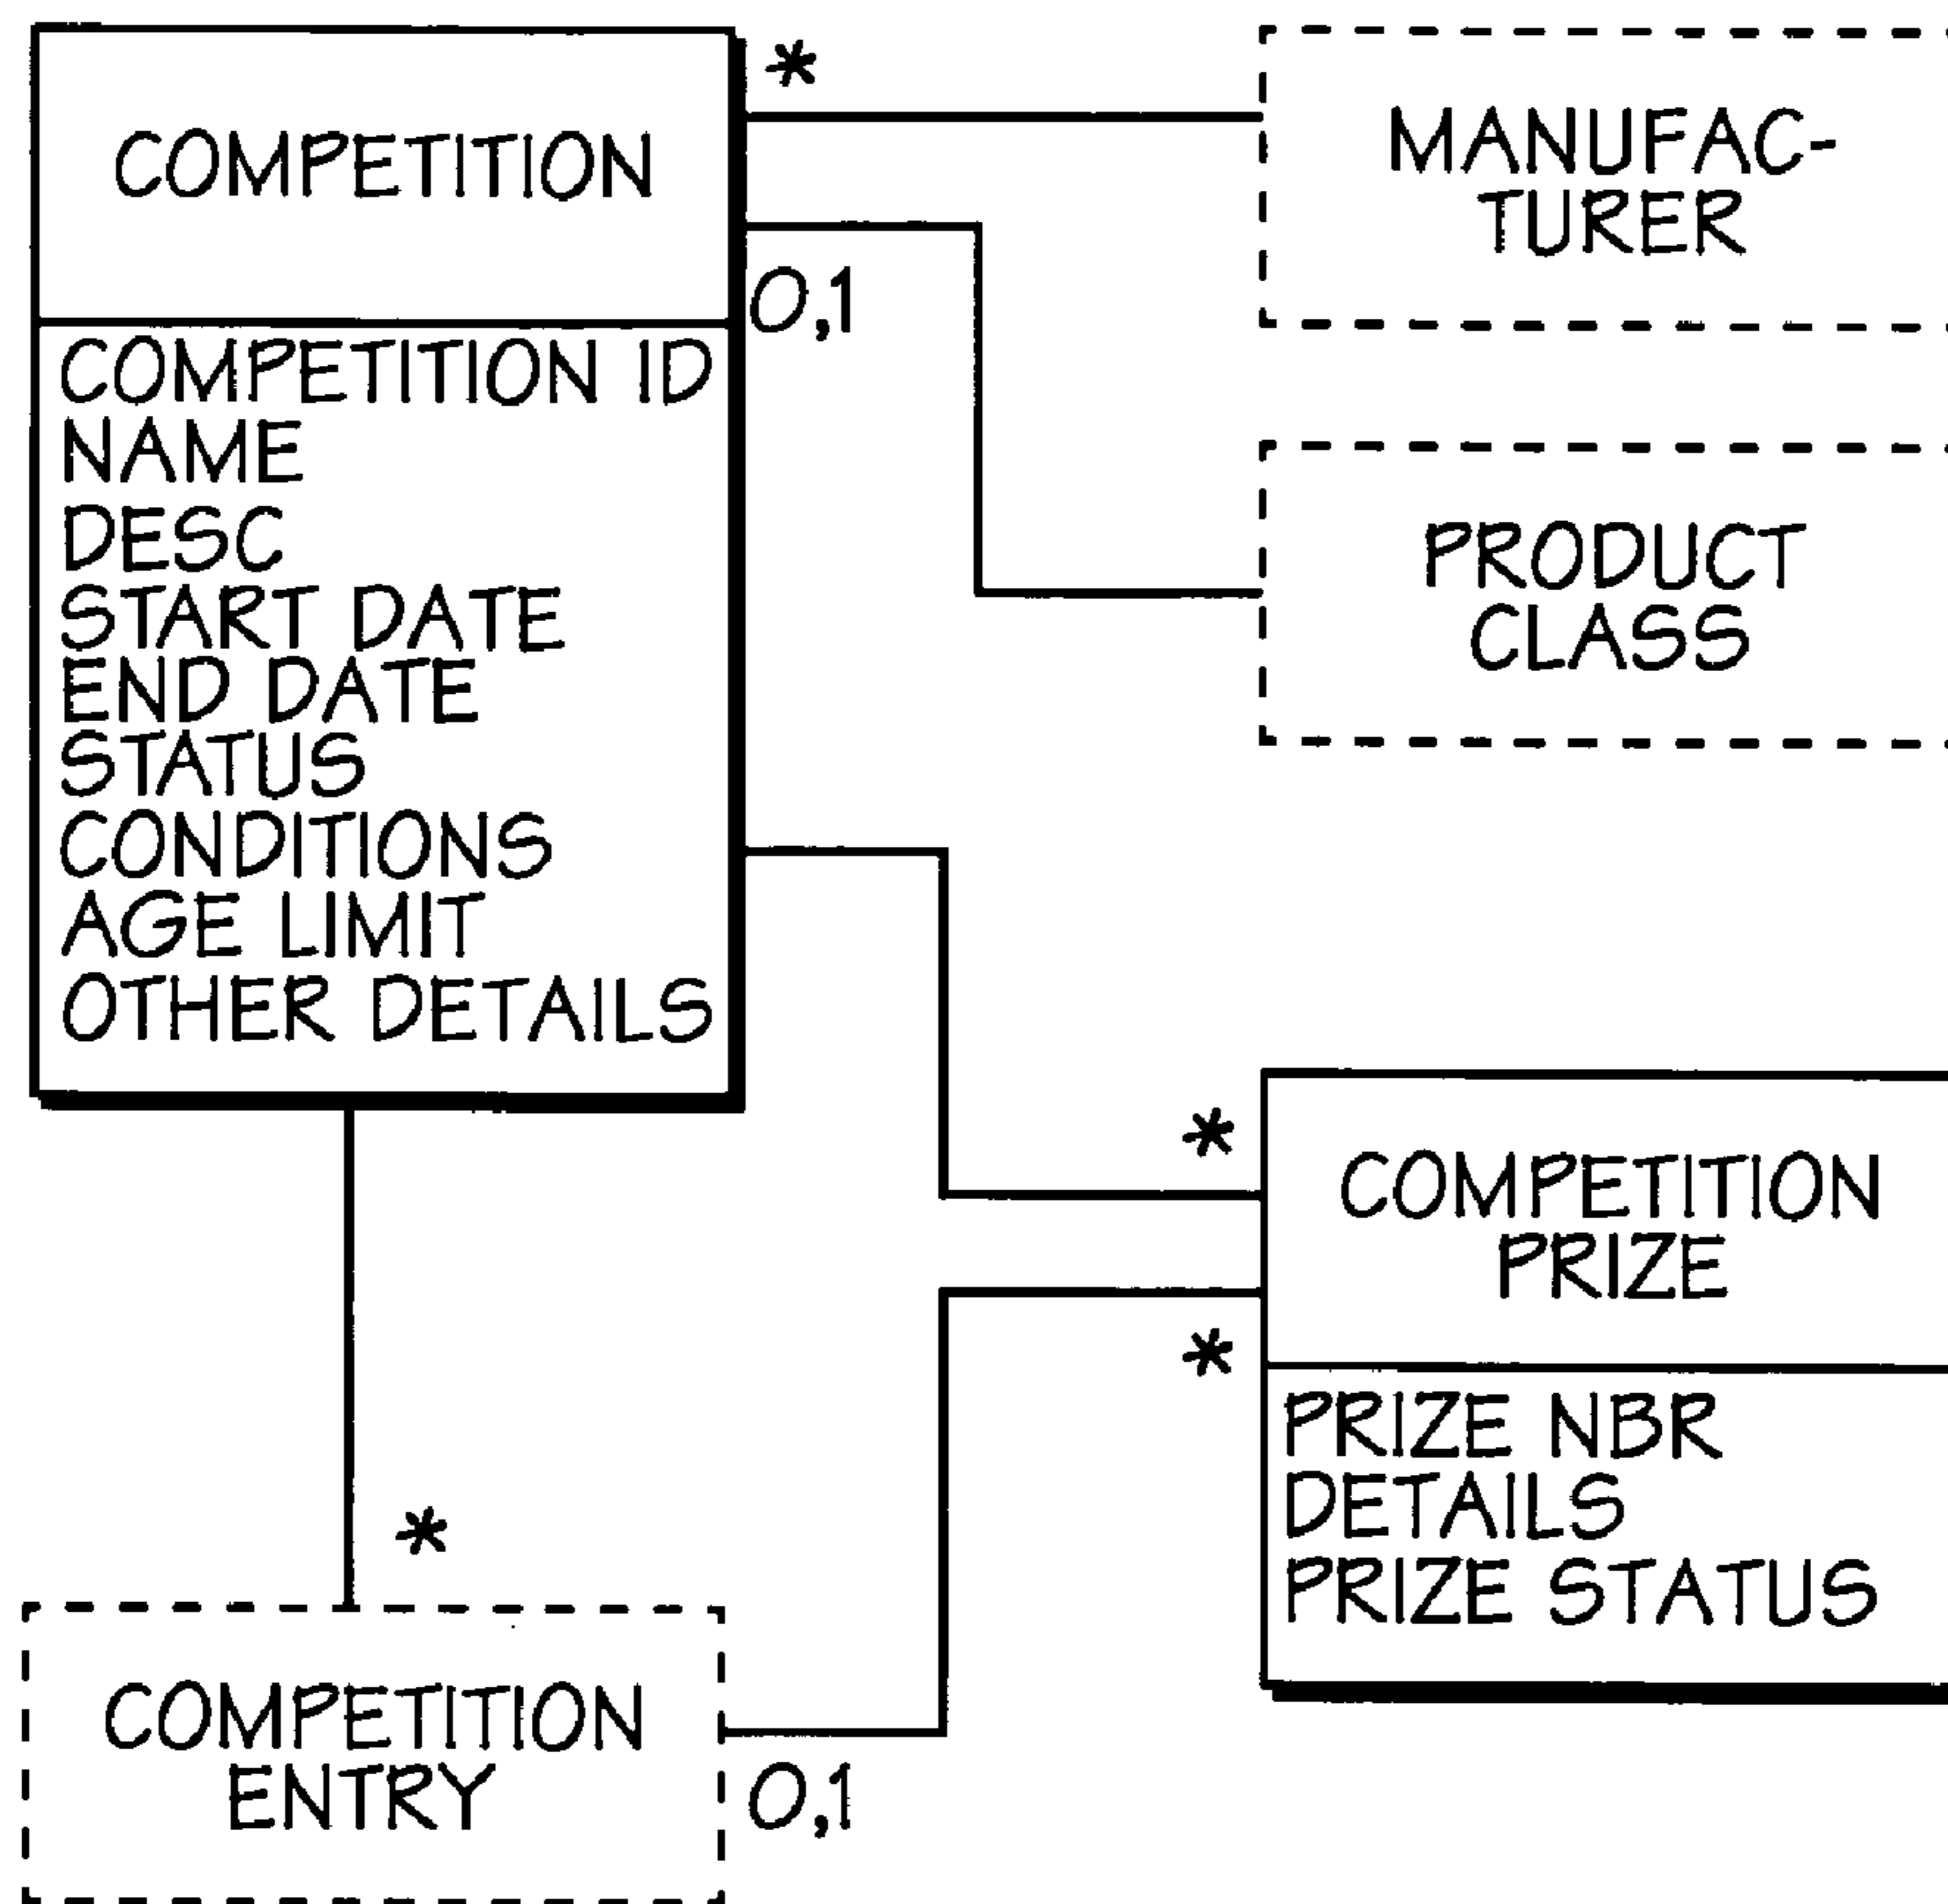 COMPETITION
*
MANUFAC-
TURER
0,1
COMPETITION ID
NAME
DESC
START DATE
END DATE
STATUS
CONDITIONS
AGE LIMIT
OTHER DETAILS
PRODUCT
CLASS
*
COMPETITION
PRIZE
*
PRIZE NBR
DETAILS
PRIZE STATUS
*
COMPETITION
ENTRY
0,1